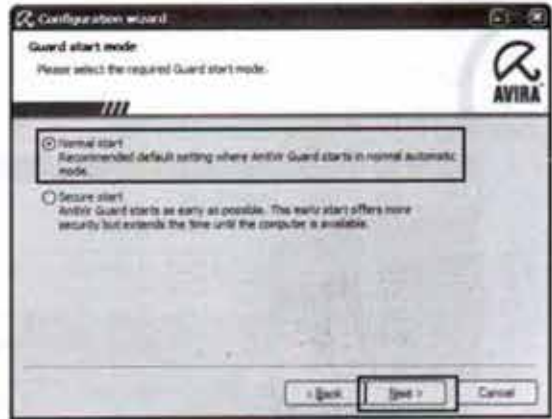 Configuration wizard
Guard start mode
Please select the required Guard start mode.
AVIRA
Normal start
Recommended default setting where AntiVir Guard starts in normal automatic
mode.
Secure start
AntiVir Guard starts as early as possible. This early start offers more
security but extends the time until the computer is available.
< Back
Next >
Cancel